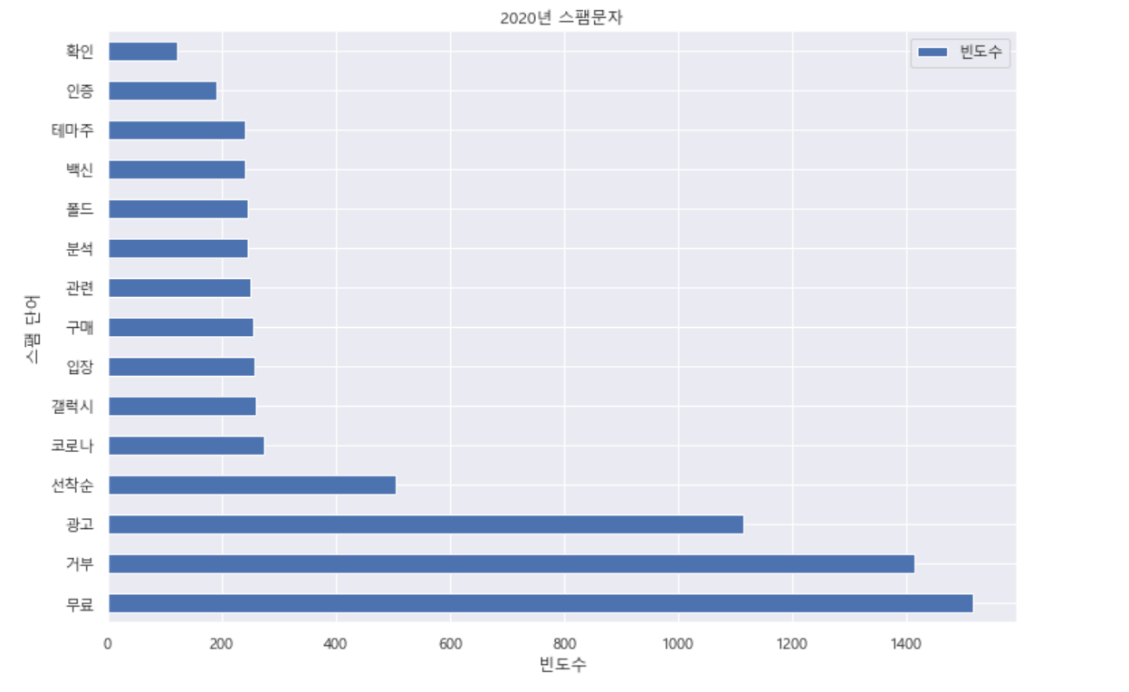 2020년 스팸문자
빈도수
스팸 단어
확인
인증
테마주
백신
폴드
분석
관련
구매
입장
갤럭시
코로나
선착순
광고
거부
무료
0 200 400 600 800 1000 1200 1400
빈도수